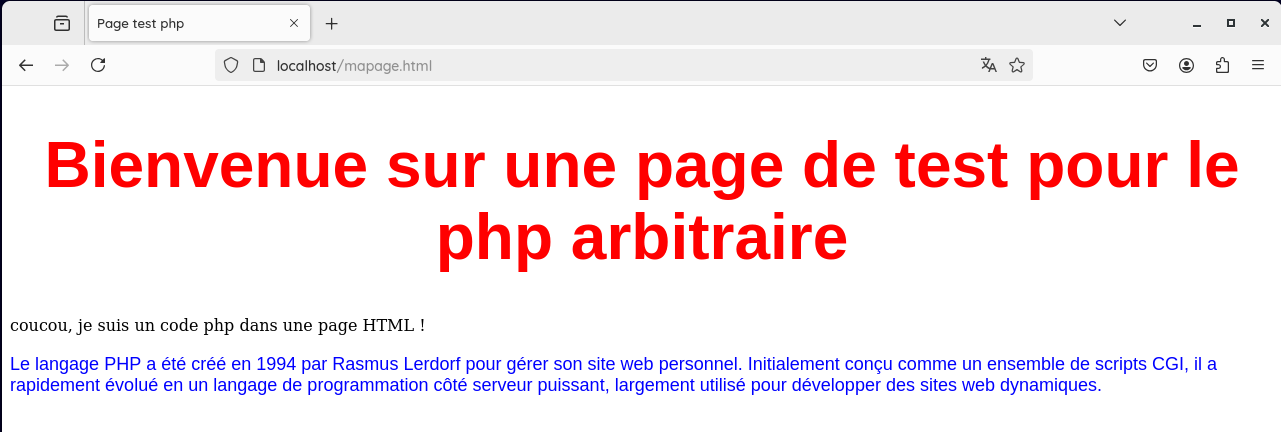 Page test php
localhost/mapage.html
Bienvenue sur une page de test pour le
php arbitraire
coucou, je suis un code php dans une page HTML !
Le langage PHP a été créé en 1994 par Rasmus Lerdorf pour gérer son site web personnel. Initialement conçu comme un ensemble de scripts CGI, il a
rapidement évolué en un langage de programmation côté serveur puissant, largement utilisé pour développer des sites web dynamiques.